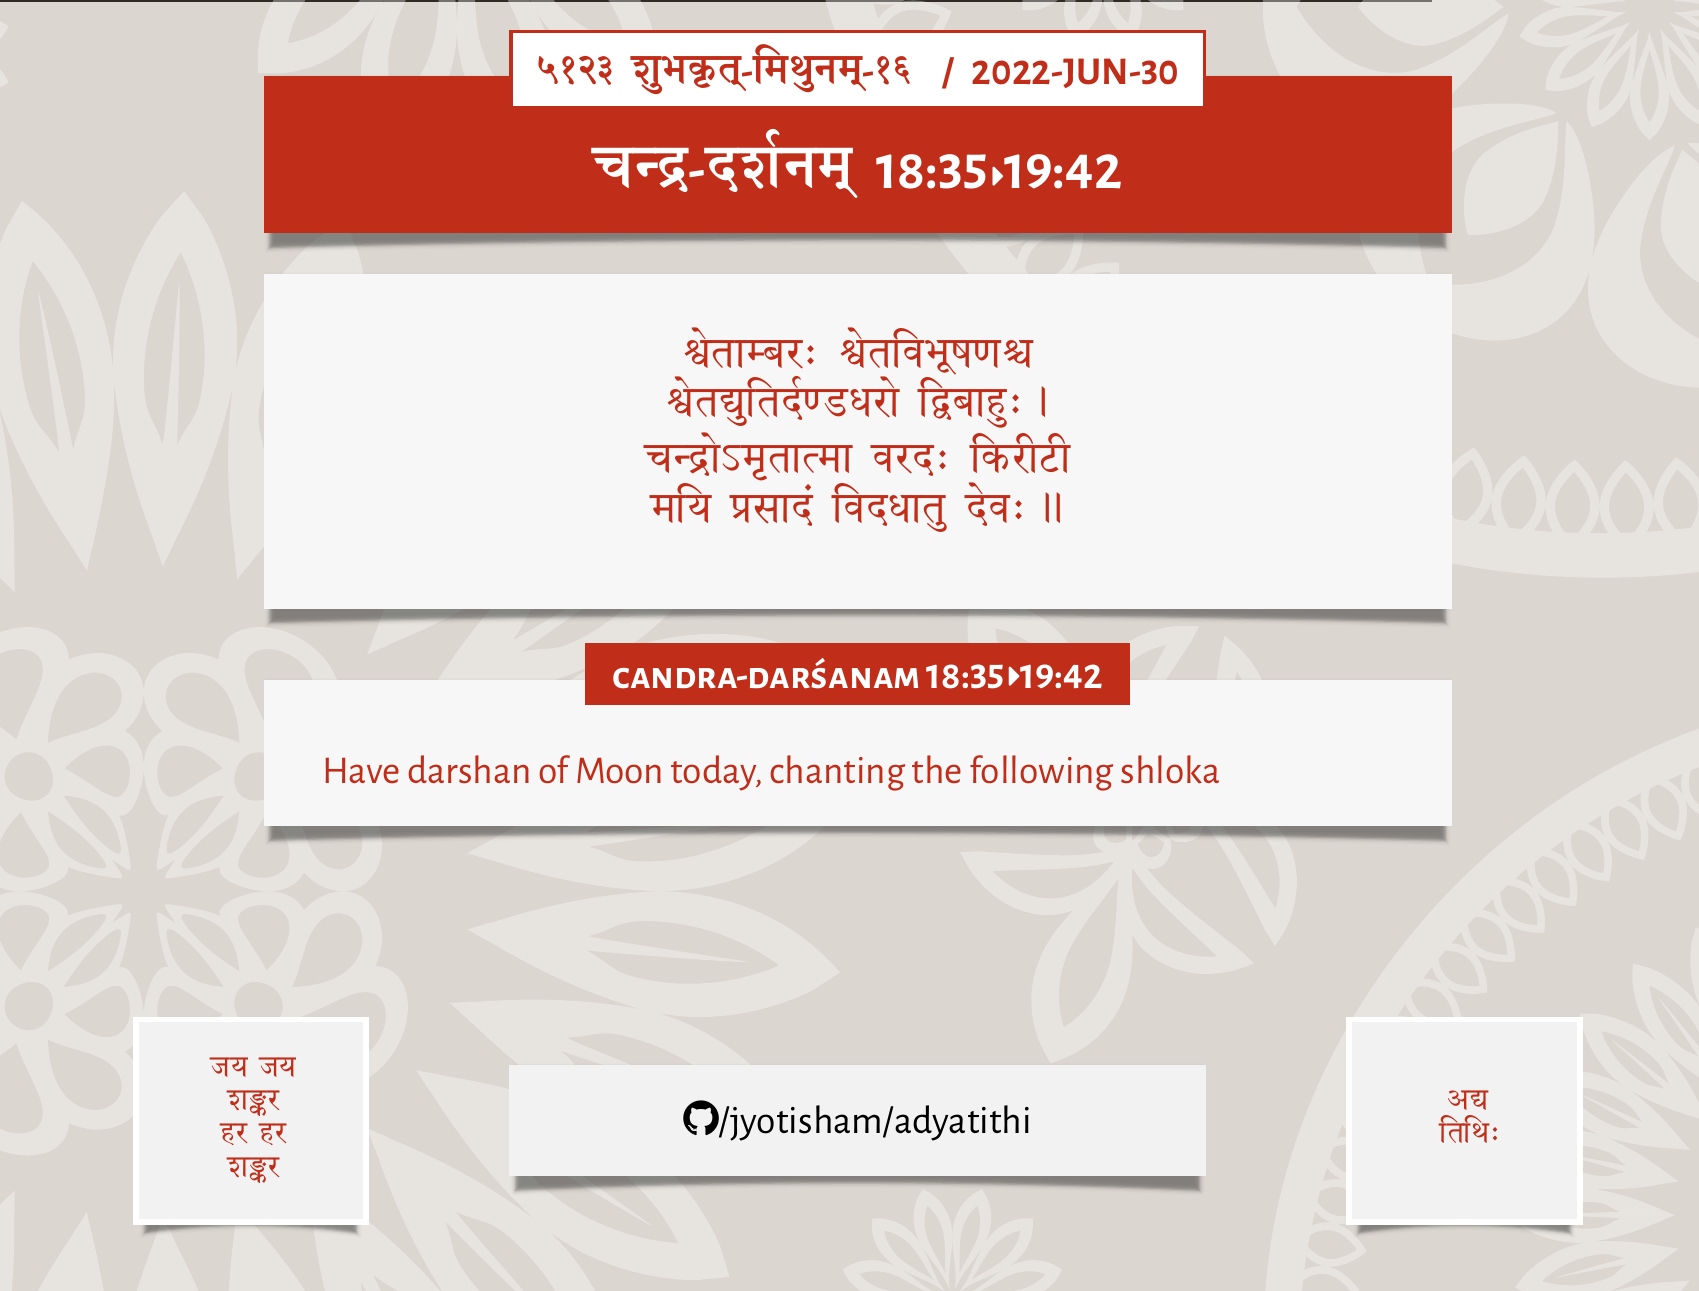 ५१२३ शुभकृत्-मिथुनम्-१६ / 2022-JUN-30
चन्द्र-दर्शनम् 18:35▸19:42
श्वेताम्बरः श्वेतविभूषणश्च
श्वेतद्युतिर्दण्डधरो द्विबाहुः ।
चन्द्रोऽमृतात्मा वरदः किरीटी
मयि प्रसादं विदधातु देवः ॥
CANDRA-DARŚANAM 18:35▸19:42
Have darshan of Moon today, chanting the following shloka
जय जय
शङ्कर
हर हर
शङ्कर
/jyotisham/adyatithi
अद्य
तिथिः